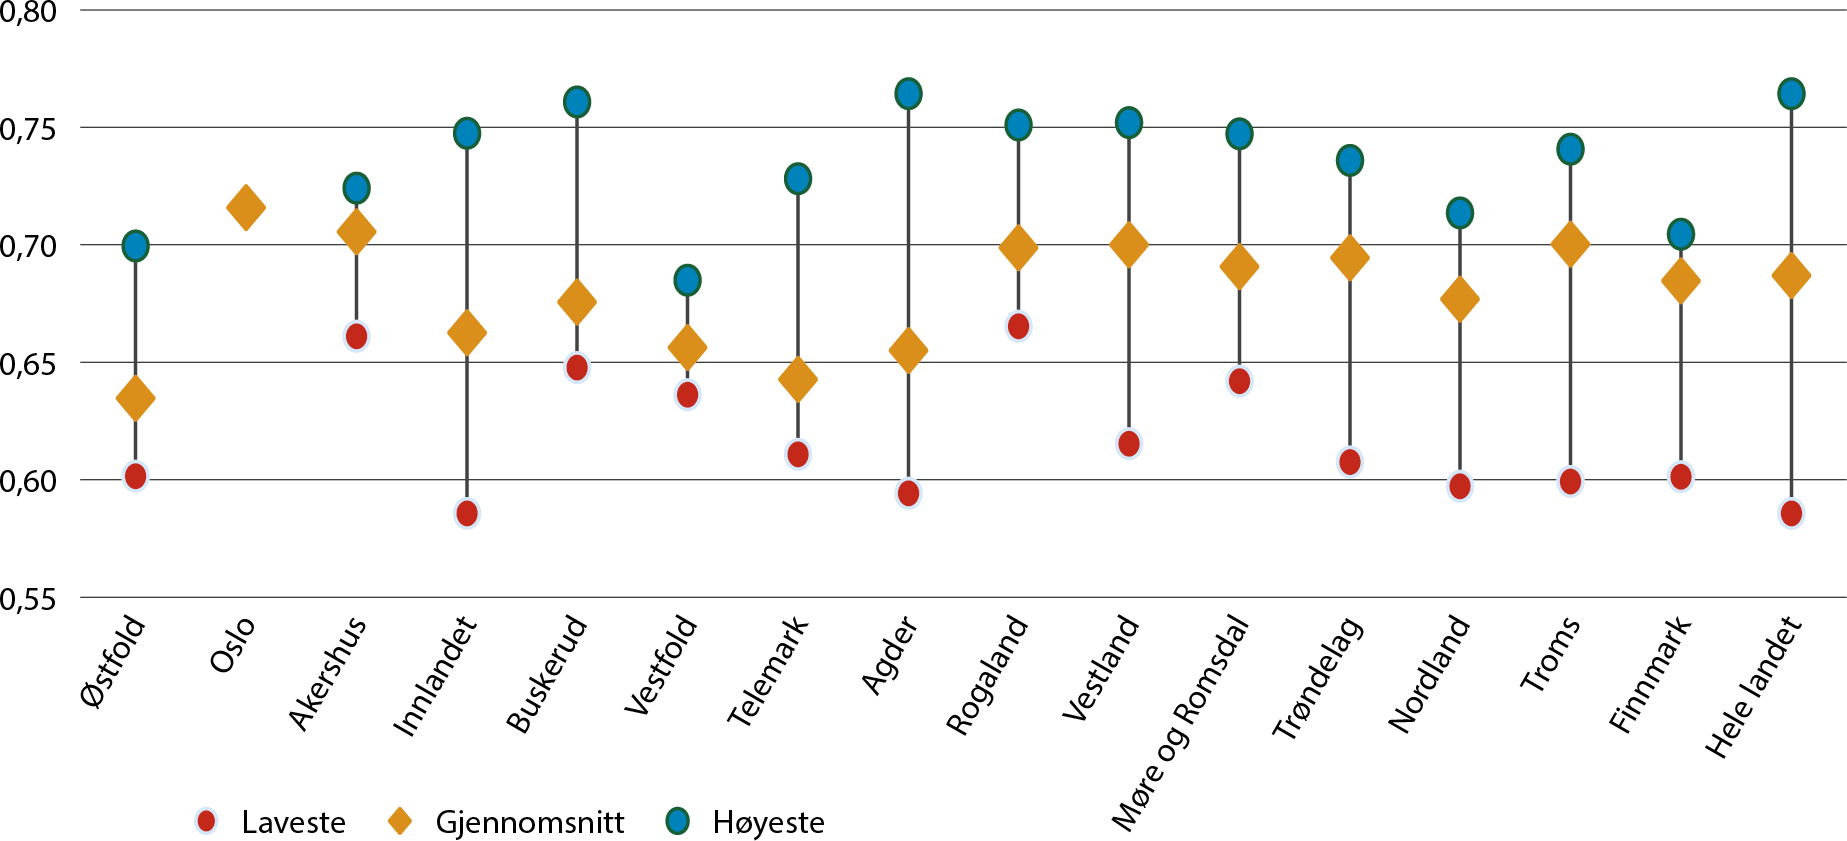 0,80
0,75
0,70
0,65
0,60
0,55
Østfold
Oslo
Akershus
Innlandet
Buskerud
Vestfold
Telemark
Agder
Rogaland
Vestland
Møre og Romsdal
Trøndelag
Nordland
Troms
Finnmark
Hele landet
Laveste
Gjennomsnitt
Høyeste